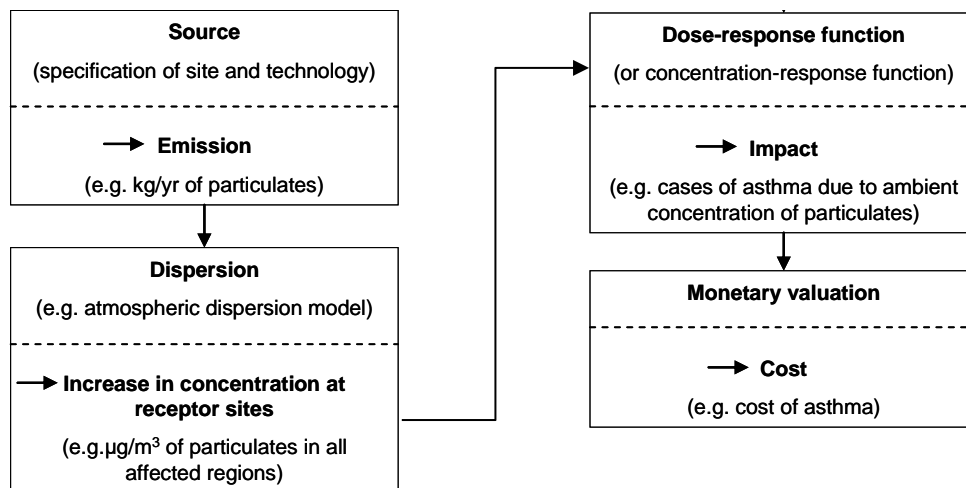 Source
(specification of site and technology)
Emission
(e.g. kg/yr of particulates)
Dispersion
(e.g. atmospheric dispersion model)
Increase in concentration at
receptor sites
(e.g.µg/m³ of particulates in all
affected regions)
Dose-response function
(or concentration-response function)
Impact
(e.g. cases of asthma due to ambient
concentration of particulates)
Monetary valuation
Cost
(e.g. cost of asthma)